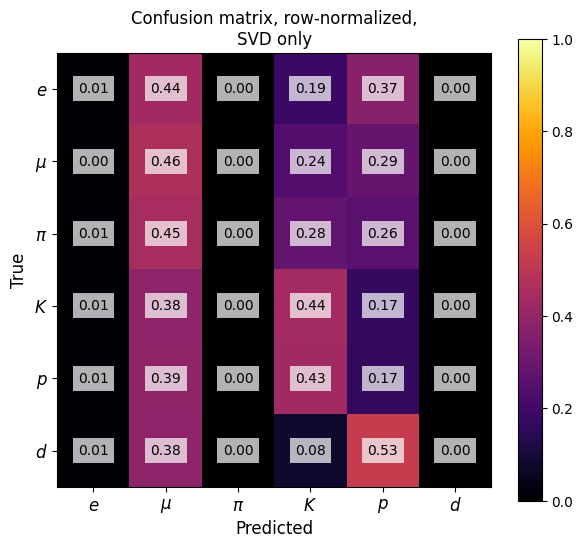 Confusion matrix, row-normalized,
SVD only
1.0
0.8
0.6
0.4
0.2
0.0
True
e 0.01 0.44 0.00 0.19 0.37 0.00
μ 0.00 0.46 0.00 0.24 0.29 0.00
π 0.01 0.45 0.00 0.28 0.26 0.00
K 0.01 0.38 0.00 0.44 0.17 0.00
p 0.01 0.39 0.00 0.43 0.17 0.00
d 0.01 0.38 0.00 0.08 0.53 0.00
e μ π K p d
Predicted